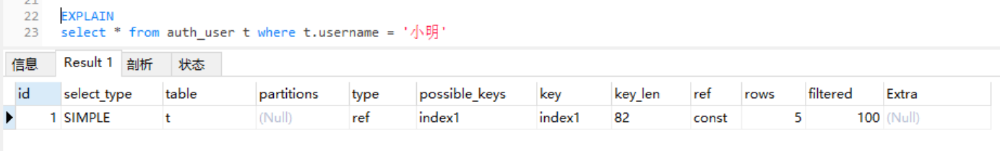 21
22 EXPLAIN
23 select * from auth_user t where t.username = '小明'
信息 Result 1 剖析 状态
id select_type table partitions type possible_keys key key_len ref rows filtered Extra
1 SIMPLE t (Null) ref index1 index1 82 const 5 100 (Null)